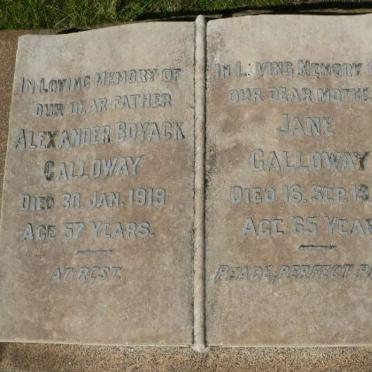 In Loving Memory of
our dear father
Alexander Boyack
Galloway
Died 30. Jan. 1919
Age 57 Years.
At rest.
In Loving Memory
our dear mothe
Jane
Galloway
Died 16. Sep. 19
Age 65 Year
Peace, perfect p